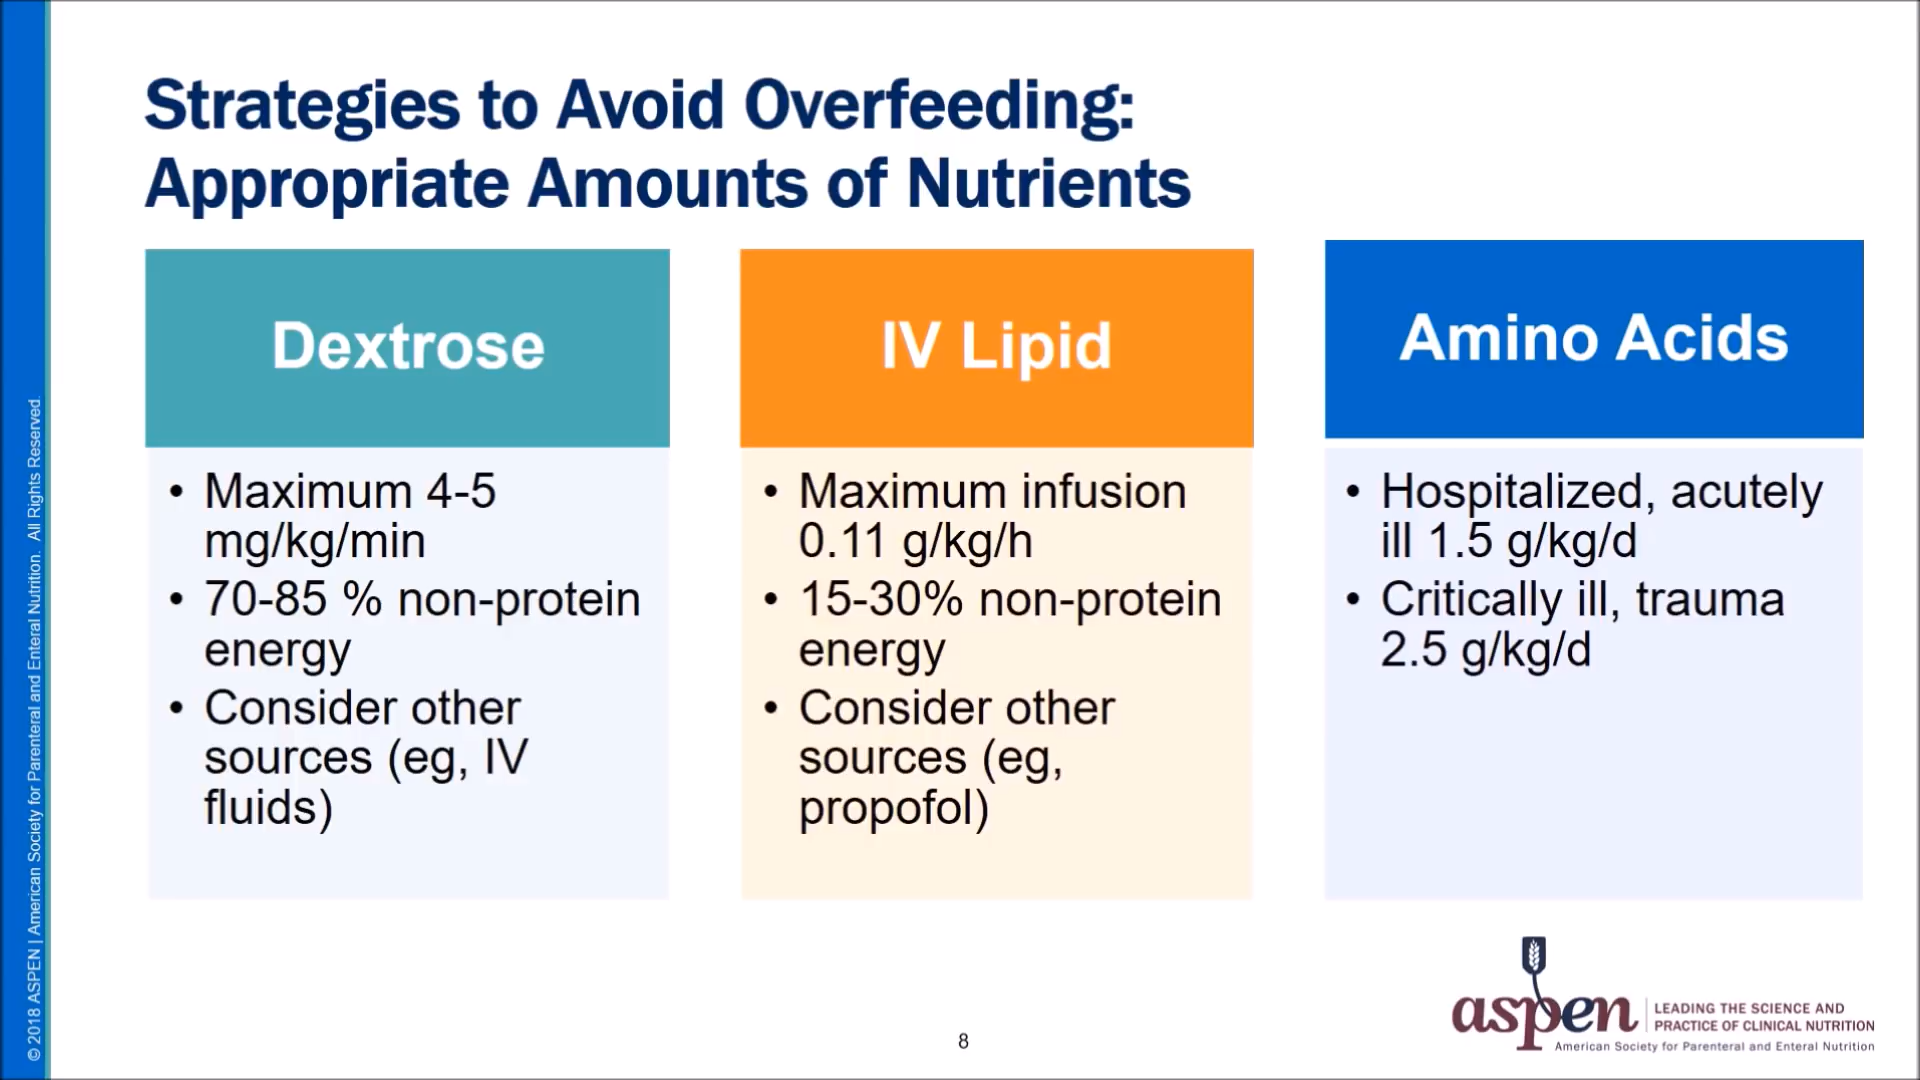 Strategies to Avoid Overfeeding:
Appropriate Amounts of Nutrients
Dextrose
• Maximum 4-5
mg/kg/min
• 70-85 % non-protein
energy
• Consider other
sources (eg, IV
fluids)
IV Lipid
• Maximum infusion
0.11 g/kg/h
• 15-30% non-protein
energy
• Consider other
sources (eg,
propofol)
Amino Acids
• Hospitalized, acutely
ill 1.5 g/kg/d
• Critically ill, trauma
2.5 g/kg/d
© 2018 ASPEN | American Society for Parenteral and Enteral Nutrition. All Rights Reserved.
8
aspen
LEADING THE SCIENCE AND
PRACTICE OF CLINICAL NUTRITION
American Society for Parenteral and Enteral Nutrition